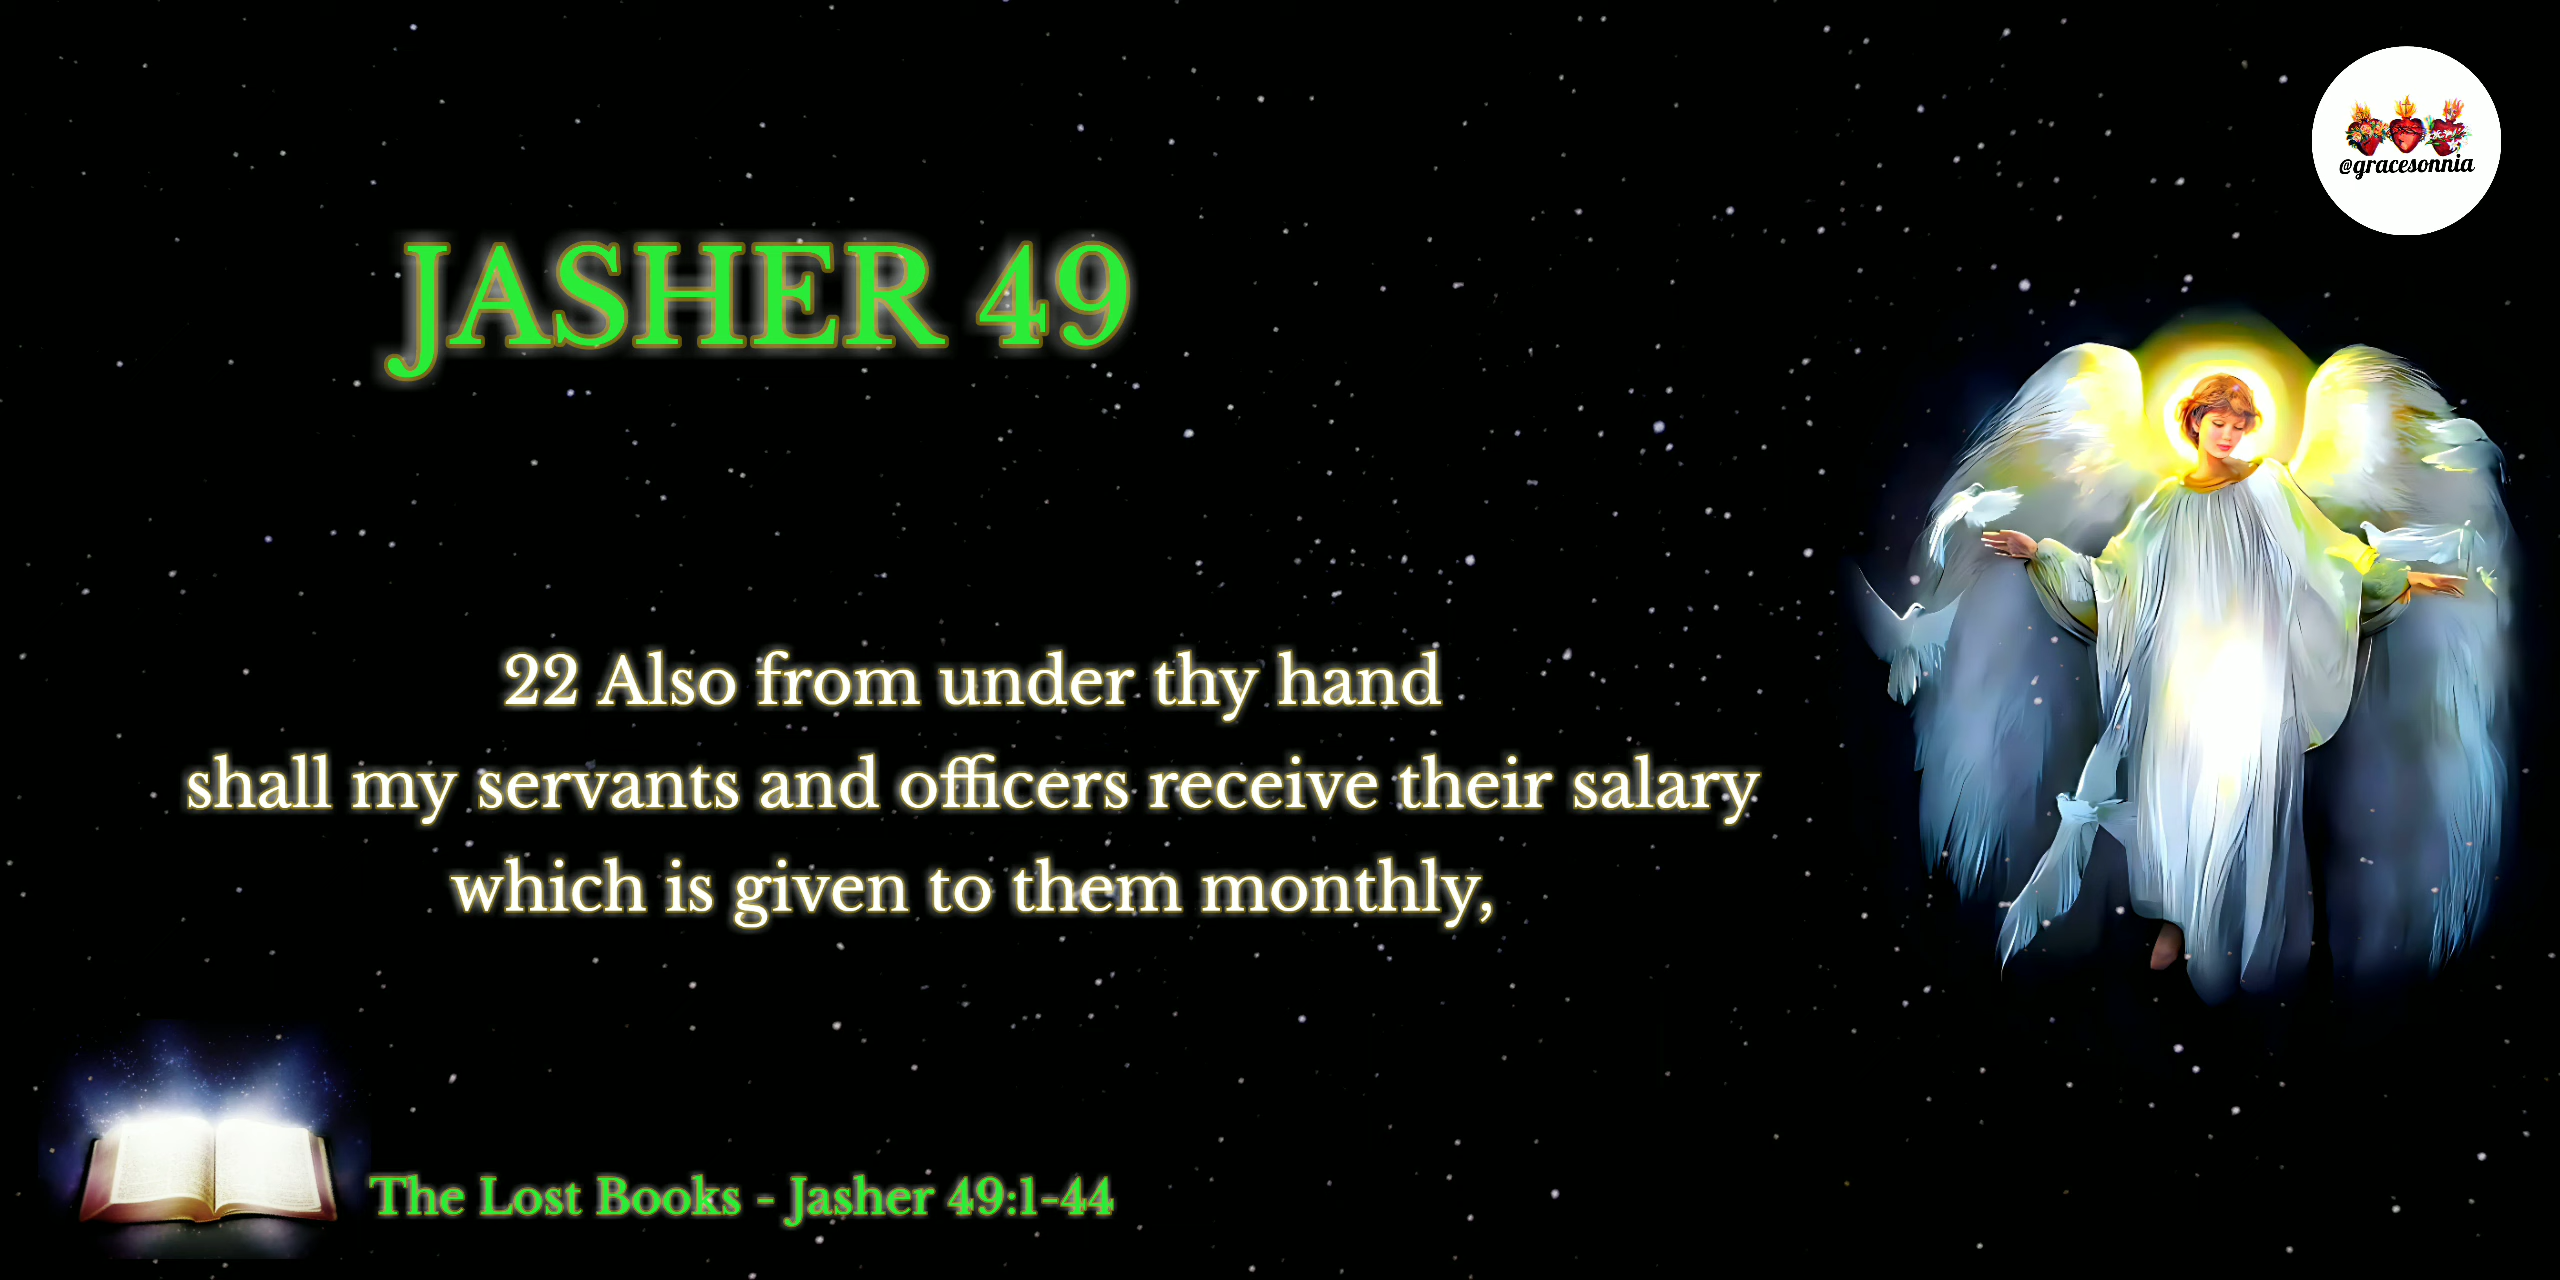 @gracesonnia
JASHER 49
22 Also from under thy hand
shall my servants and officers receive their salary
which is given to them monthly,
The Lost Books - Jasher 49:1-44